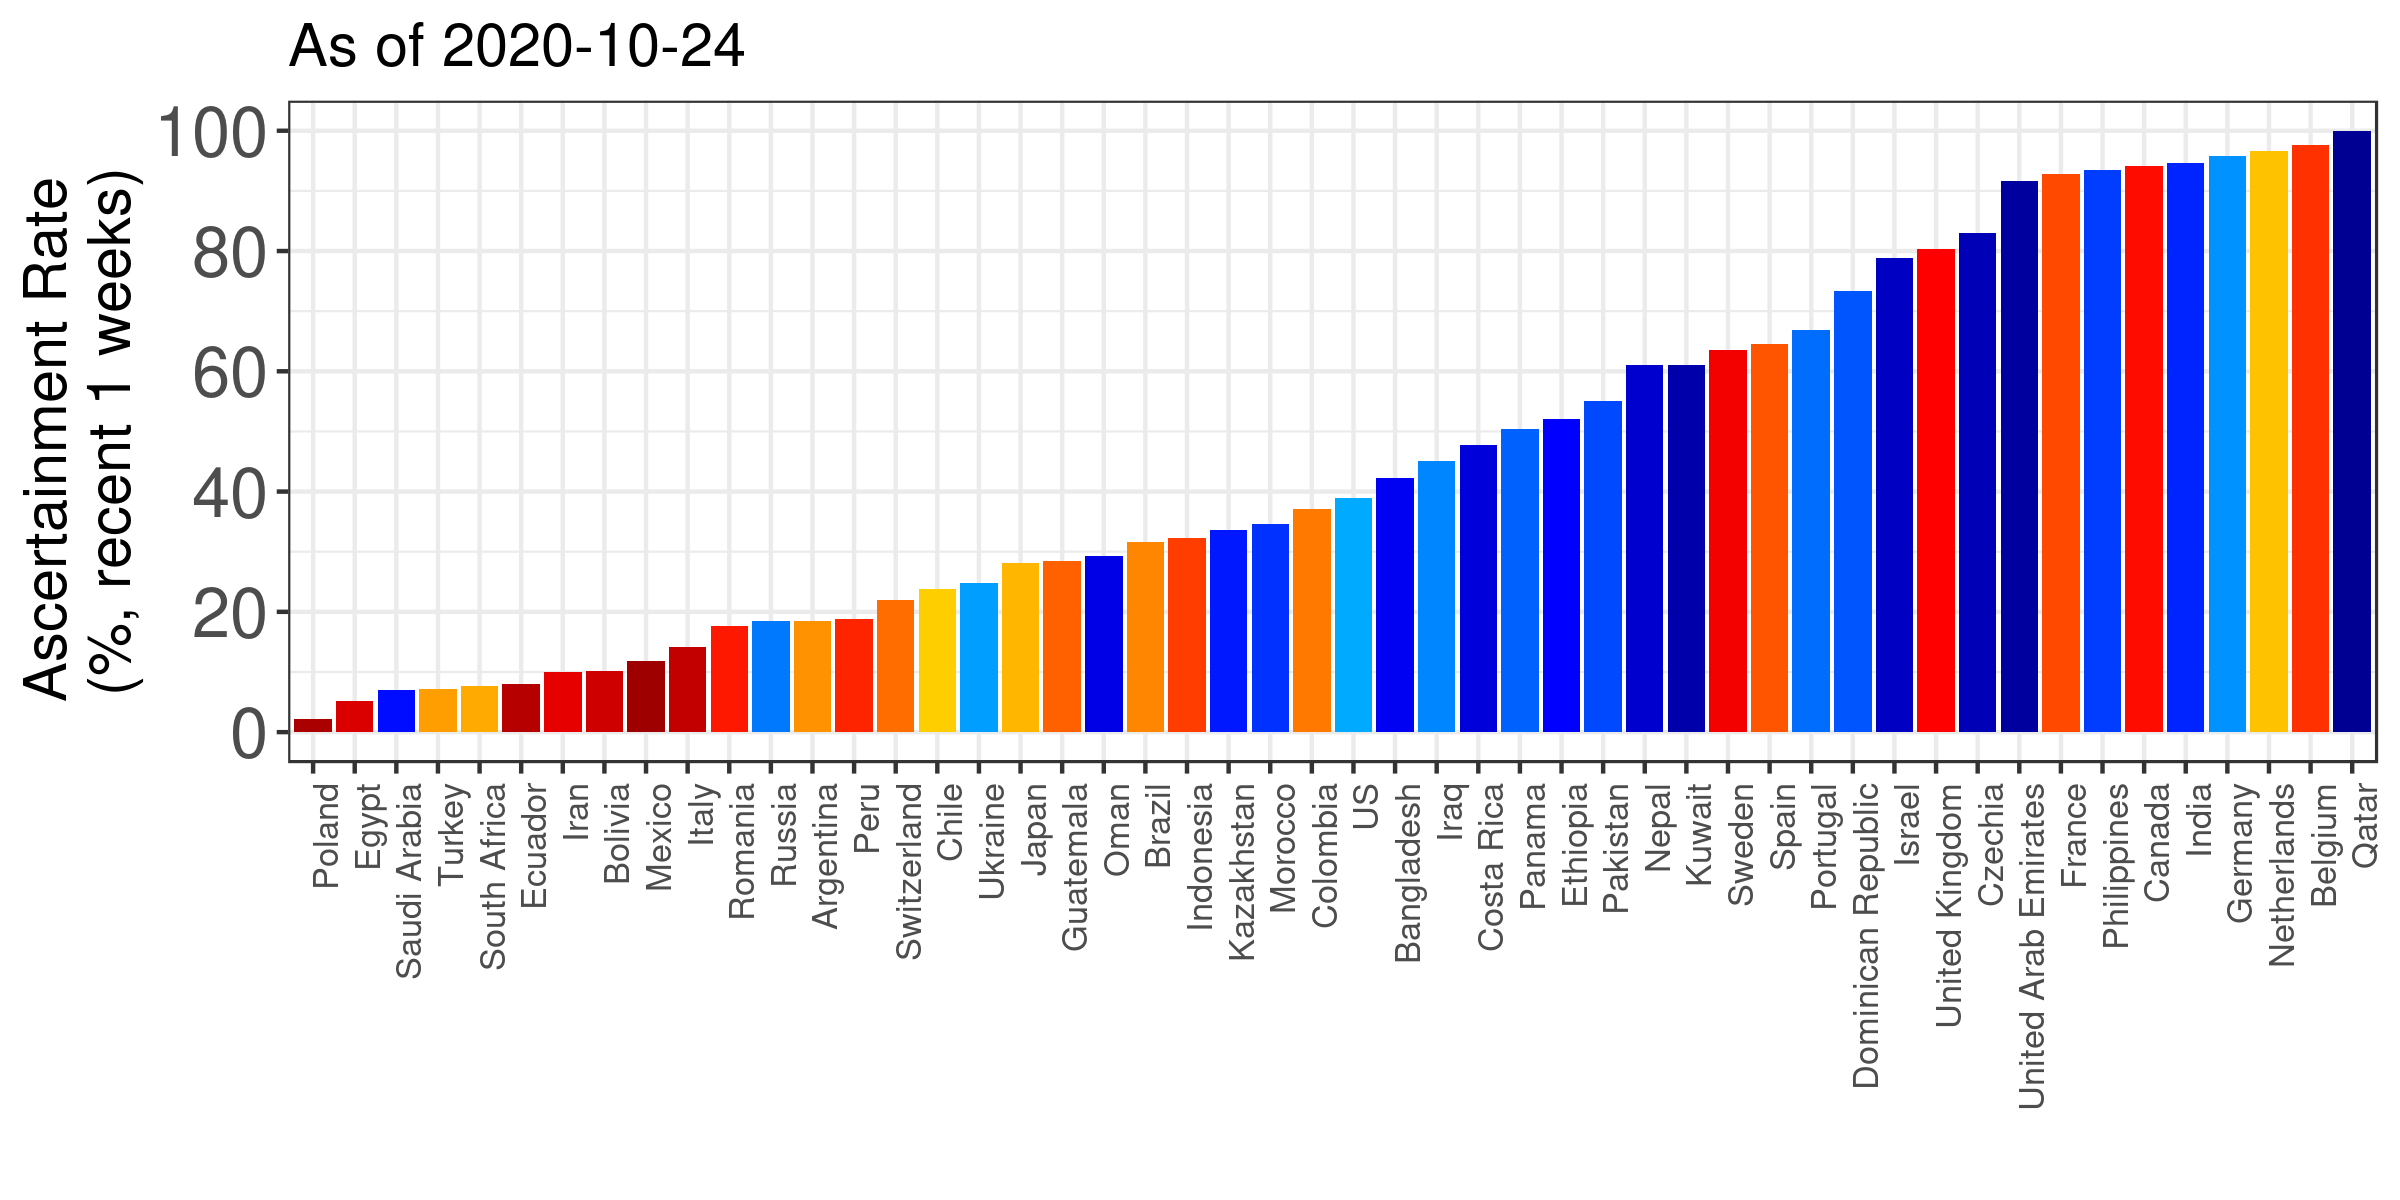 As of 2020-10-24
Ascertainment Rate
(%, recent 1 weeks)
100
80
60
40
20
0
Poland
Egypt
Saudi Arabia
Turkey
South Africa
Ecuador
Iran
Bolivia
Mexico
Italy
Romania
Russia
Argentina
Peru
Switzerland
Chile
Ukraine
Japan
Guatemala
Oman
Brazil
Indonesia
Kazakhstan
Morocco
Colombia
US
Bangladesh
Iraq
Costa Rica
Panama
Ethiopia
Pakistan
Nepal
Kuwait
Sweden
Spain
Portugal
Dominican Republic
Israel
United Kingdom
Czechia
United Arab Emirates
France
Philippines
Canada
India
Germany
Netherlands
Belgium
Qatar